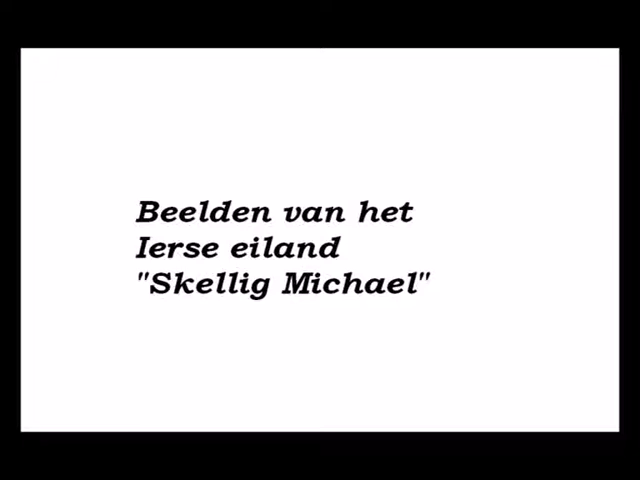 Beelden van het
Ierse eiland
"Skellig Michael"